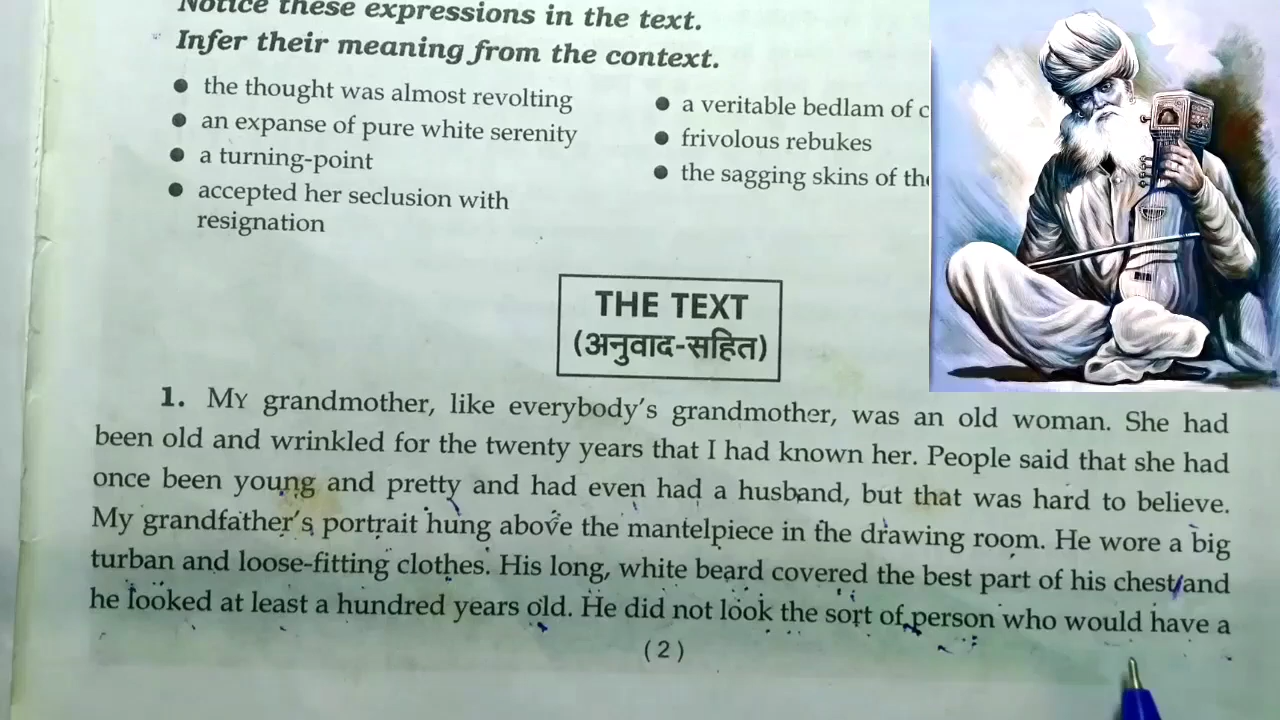 Notice these expressions in the text.
Infer their meaning from the context.
● the thought was almost revolting
● an expanse of pure white serenity
● a turning-point
● accepted her seclusion with
resignation
● a veritable bedlam of
● frivolous rebukes
● the sagging skins of
THE TEXT
(अनुवाद-सहित)
1. My grandmother, like everybody's grandmother, was an old woman. She had
been old and wrinkled for the twenty years that I had known her. People said that she had
once been young and pretty and had even had a husband, but that was hard to believe.
My grandfather's portrait hung above the mantelpiece in the drawing room. He wore a big
turban and loose-fitting clothes. His long, white beard covered the best part of his chest and
he looked at least a hundred years old. He did not look the sort of person who would have a
(2)